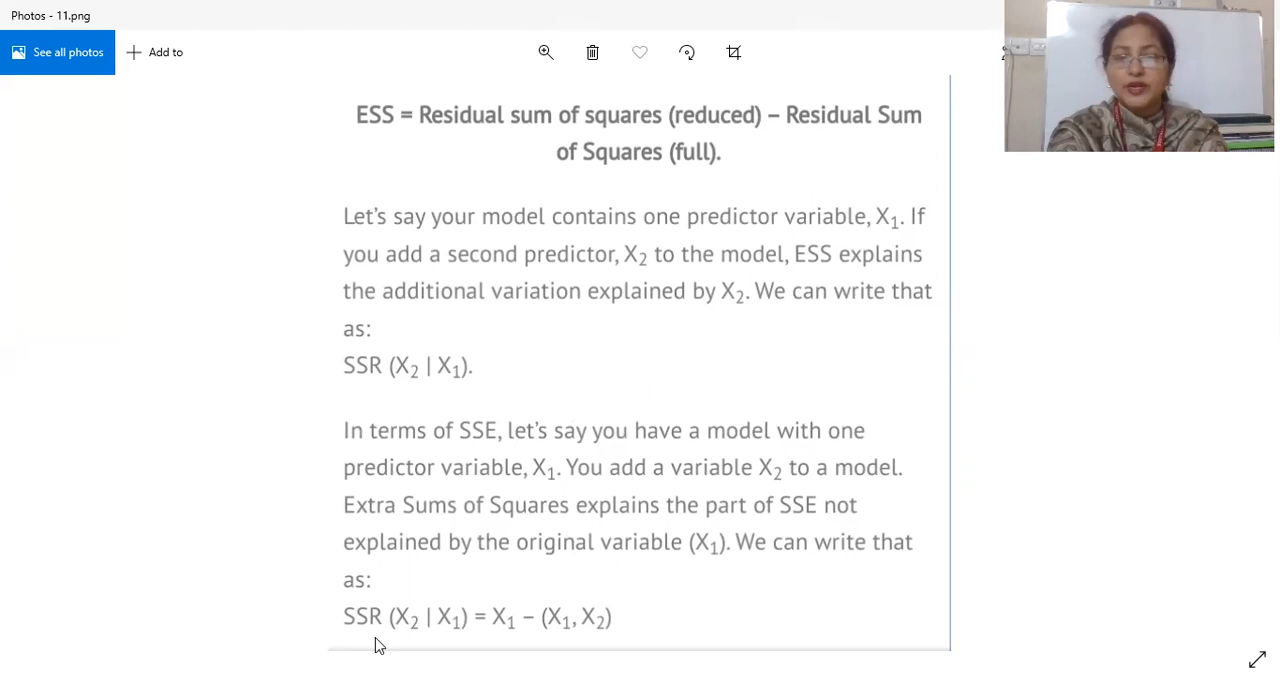 Photos - 11.png
See all photos
Add to
ESS = Residual sum of squares (reduced) – Residual Sum
of Squares (full).
Let's say your model contains one predictor variable, X₁. If
you add a second predictor, X₂ to the model, ESS explains
the additional variation explained by X₂. We can write that
as:
SSR (X₂ | X₁).
In terms of SSE, let's say you have a model with one
predictor variable, X₁. You add a variable X₂ to a model.
Extra Sums of Squares explains the part of SSE not
explained by the original variable (X₁). We can write that
as:
SSR (X₂ | X₁) = X₁ – (X₁, X₂)